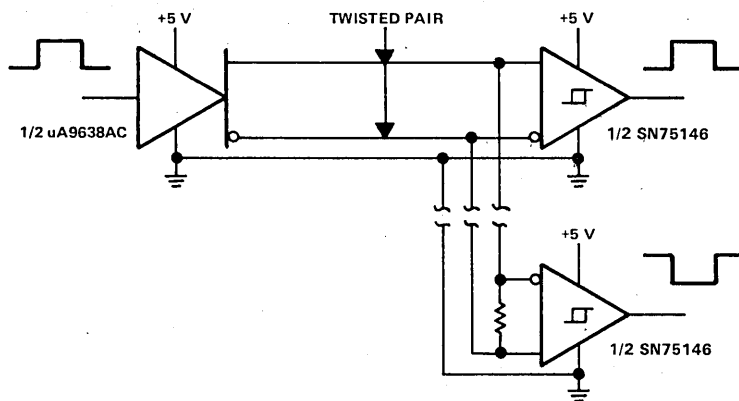 +5 V
TWISTED PAIR
+5 V
1/2 uA9638AC
1/2 SN75146
+5 V
1/2 SN75146